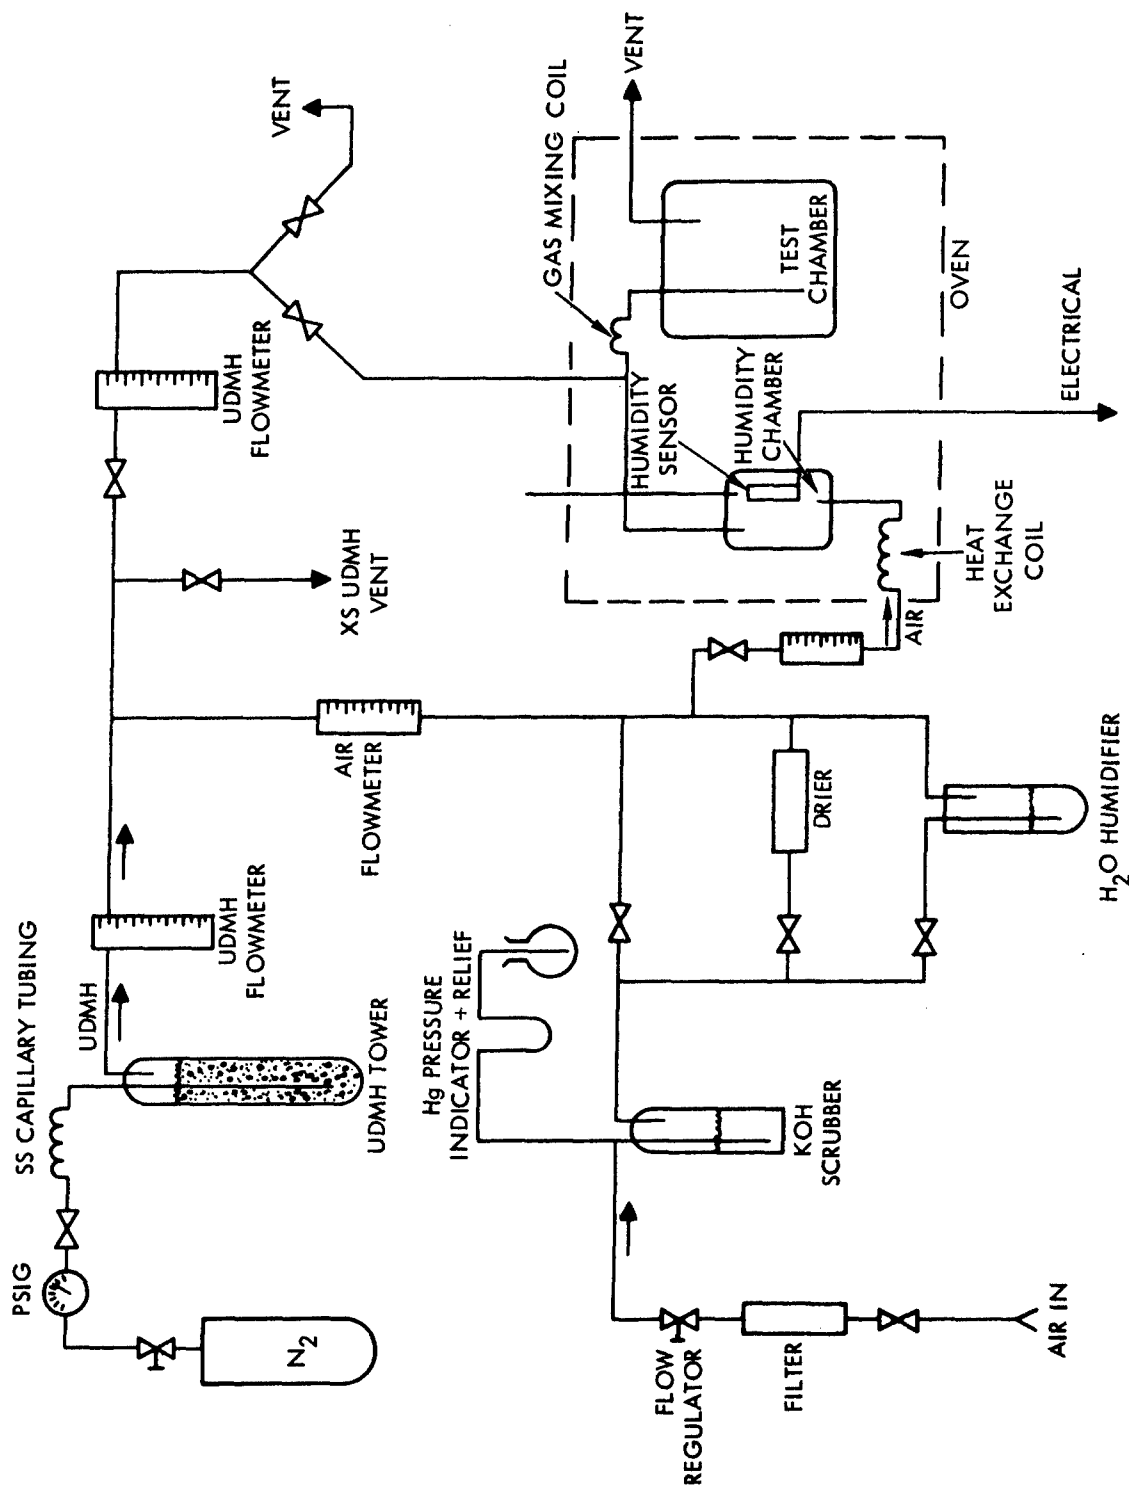 PSIG
N2
SS CAPILLARY TUBING
UDMH
UDMH TOWER
UDMH
FLOWMETER
AIR
FLOWMETER
XS UDMH
VENT
UDMH
FLOWMETER
VENT
Hg PRESSURE
INDICATOR + RELIEF
KOH
SCRUBBER
FLOW
REGULATOR
FILTER
AIR IN
DRIER
H2O HUMIDIFIER
AIR
HEAT
EXCHANGE
COIL
HUMIDITY
SENSOR
HUMIDITY
CHAMBER
GAS MIXING COIL
TEST
CHAMBER
VENT
OVEN
ELECTRICAL